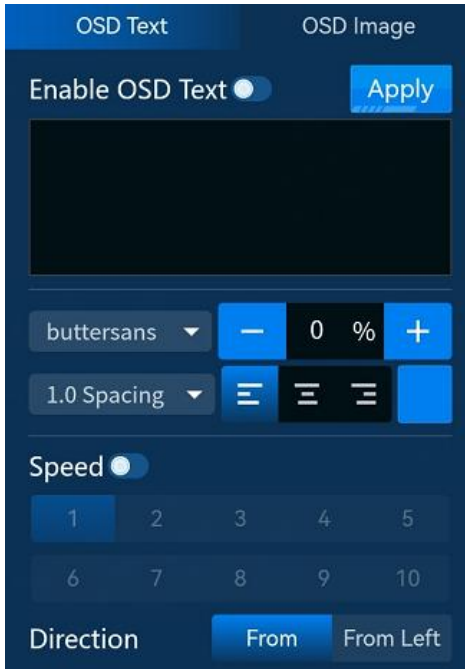 OSD Text OSD Image
Enable OSD Text Apply
buttersans 0 %
1.0 Spacing
Speed
1 2 3 4 5
6 7 8 9 10
Direction From From Left